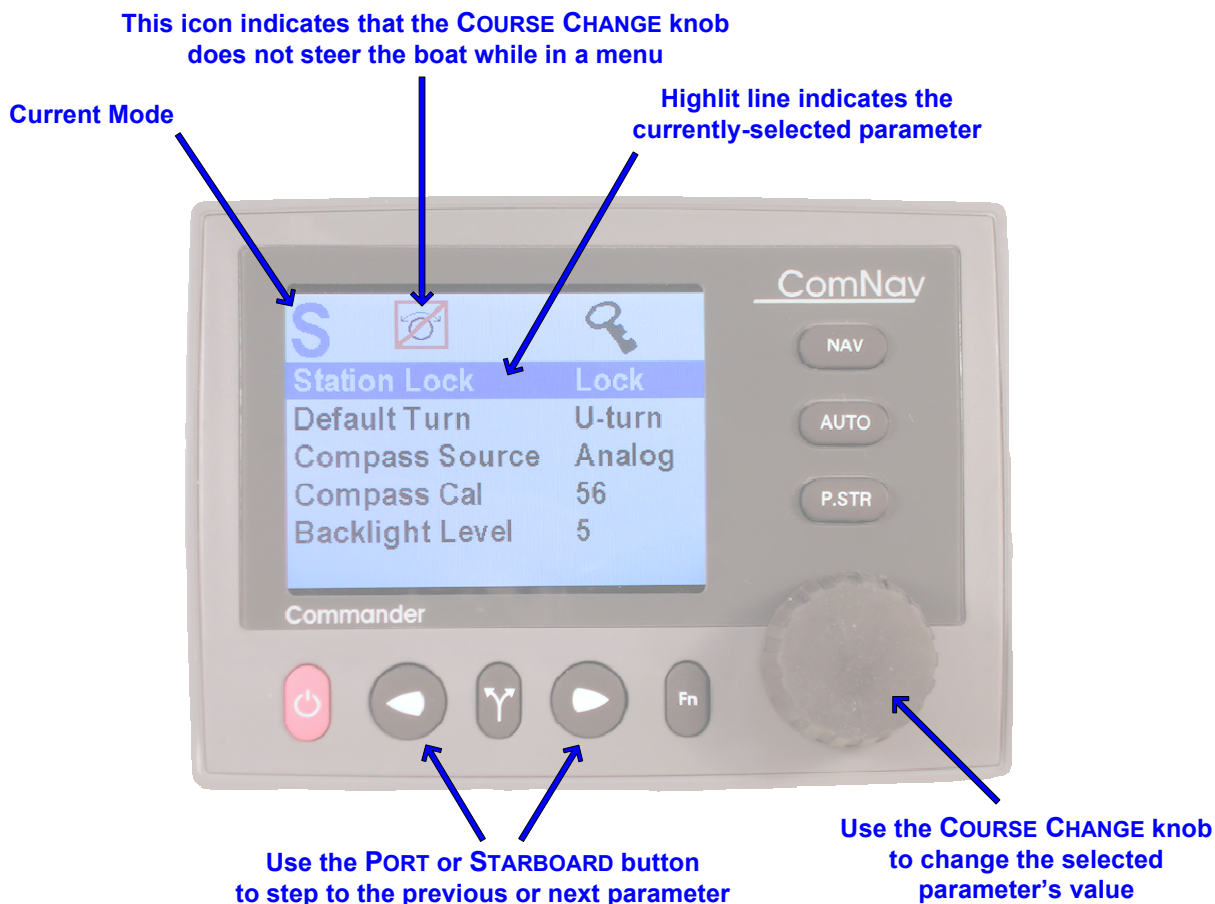 This icon indicates that the COURSE CHANGE knob
does not steer the boat while in a menu
Current Mode
Highlit line indicates the
currently-selected parameter
ComNav
S
NAV
Station Lock Lock
Default Turn U-turn
AUTO
Compass Source Analog
Compass Cal 56
P.STR
Backlight Level 5
Commander
Fn
Use the COURSE CHANGE knob
to change the selected
parameter's value
Use the PORT or STARBOARD button
to step to the previous or next parameter